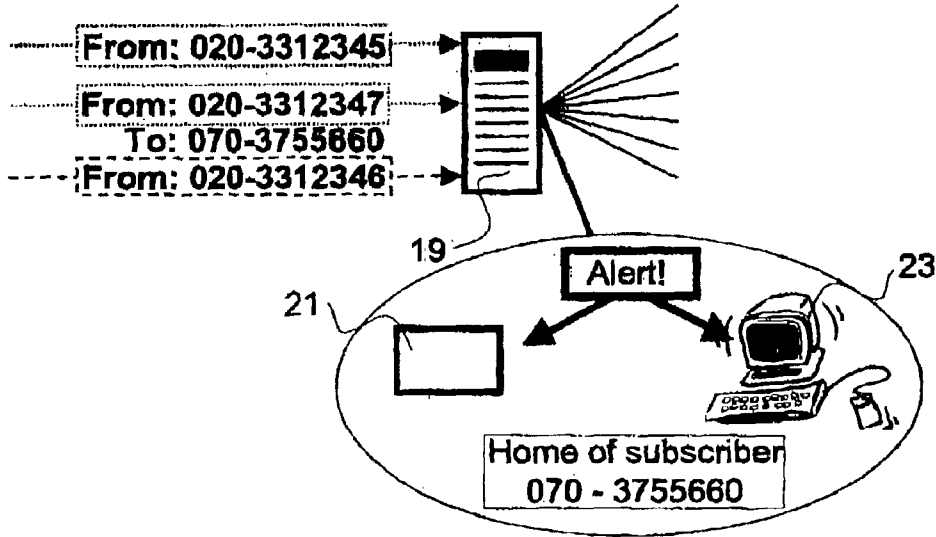 From: 020-3312345
From: 020-3312347
To: 070-3755660
From: 020-3312346
19
Alert!
23
21
Home of subscriber
070 - 3755660